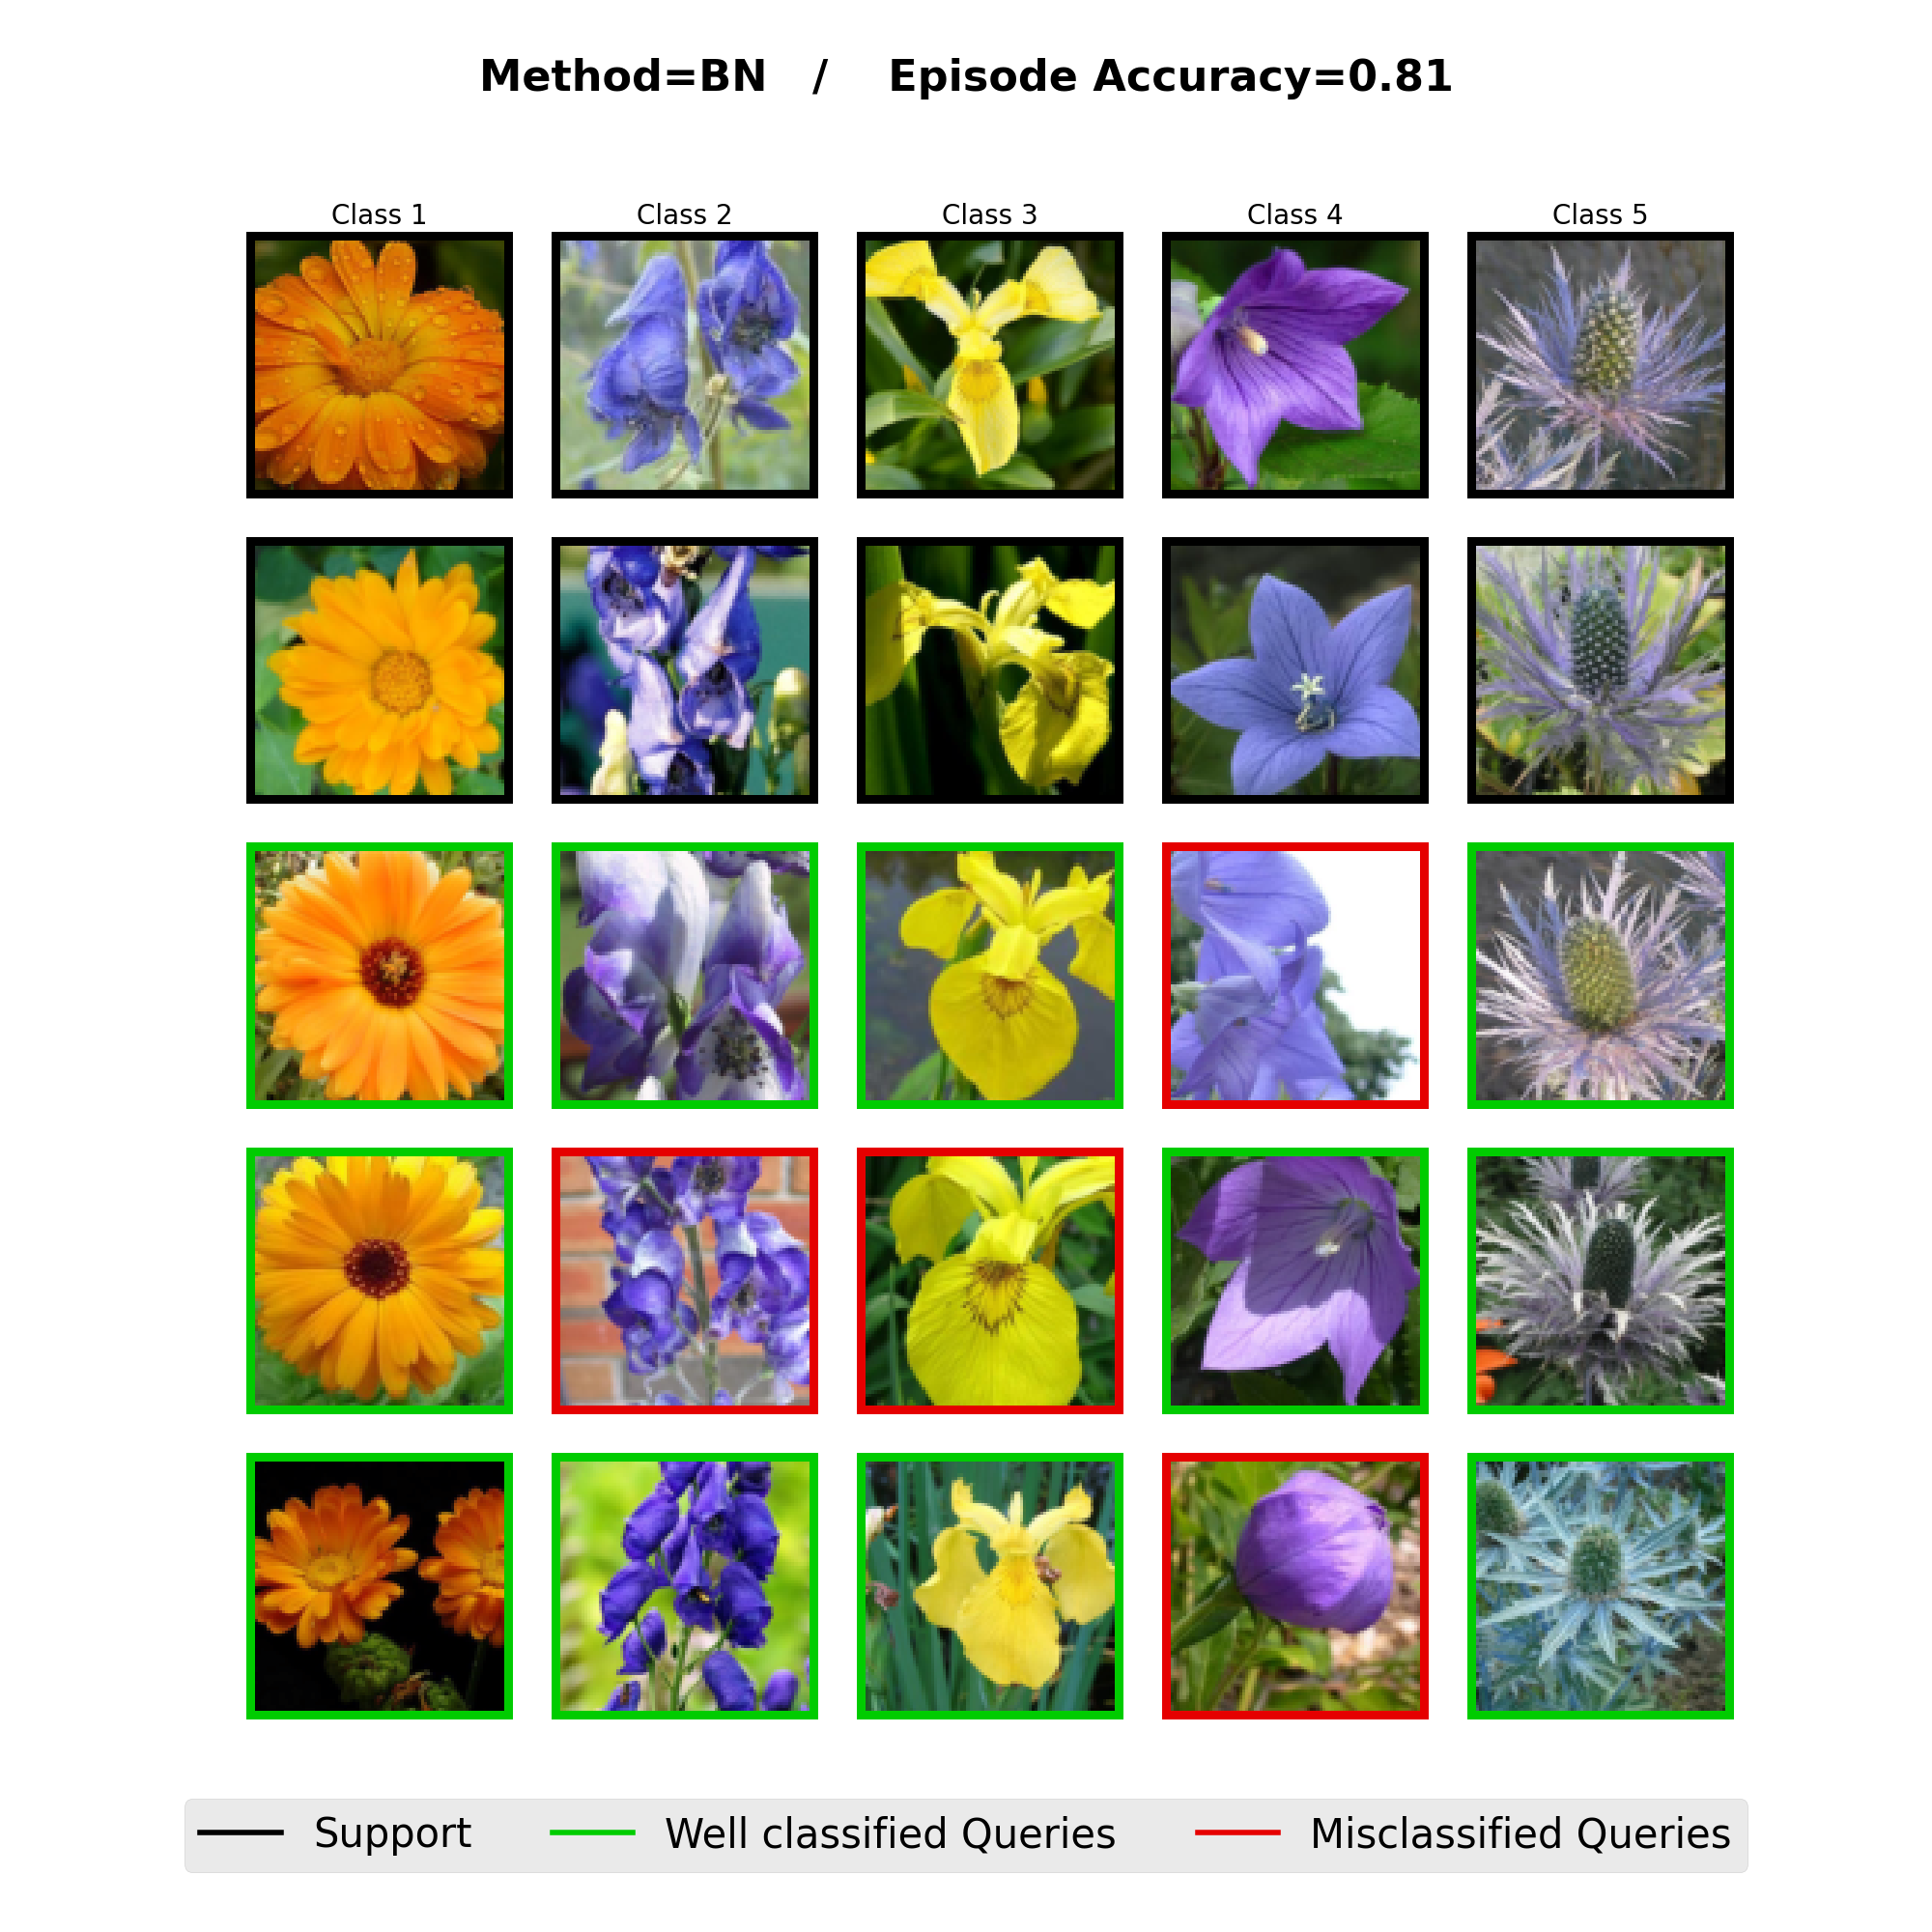 Method=BN / Episode Accuracy=0.81
Class 1 Class 2 Class 3 Class 4 Class 5
Support Well classified Queries Misclassified Queries